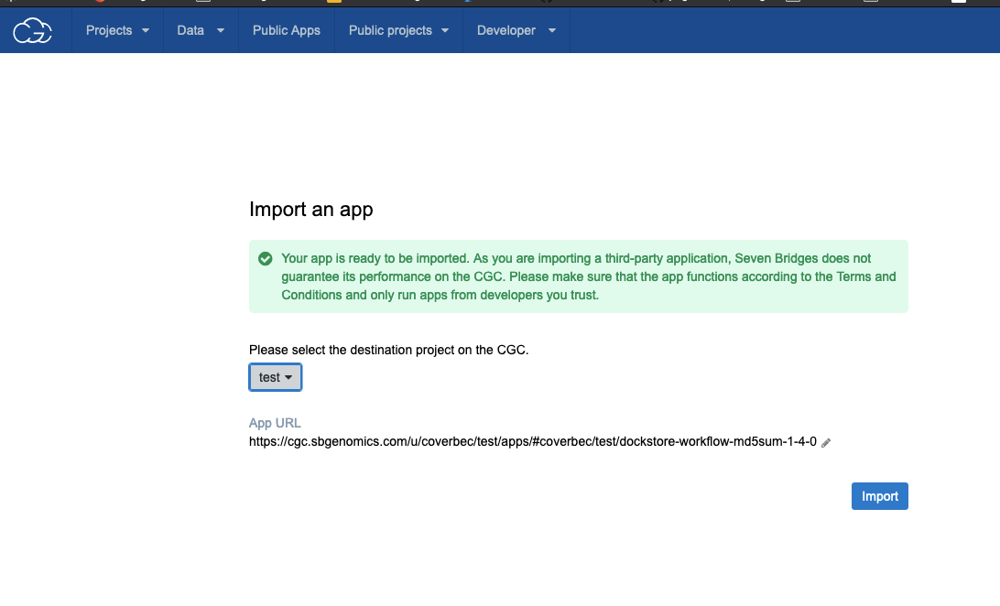 Projects
Data
Public Apps
Public projects
Developer
Import an app
Your app is ready to be imported. As you are importing a third-party application, Seven Bridges does not
guarantee its performance on the CGC. Please make sure that the app functions according to the Terms and
Conditions and only run apps from developers you trust.
Please select the destination project on the CGC.
test
App URL
https://cgc.sbgenomics.com/u/coverbec/test/apps/#coverbec/test/dockstore-workflow-md5sum-1-4-0
Import